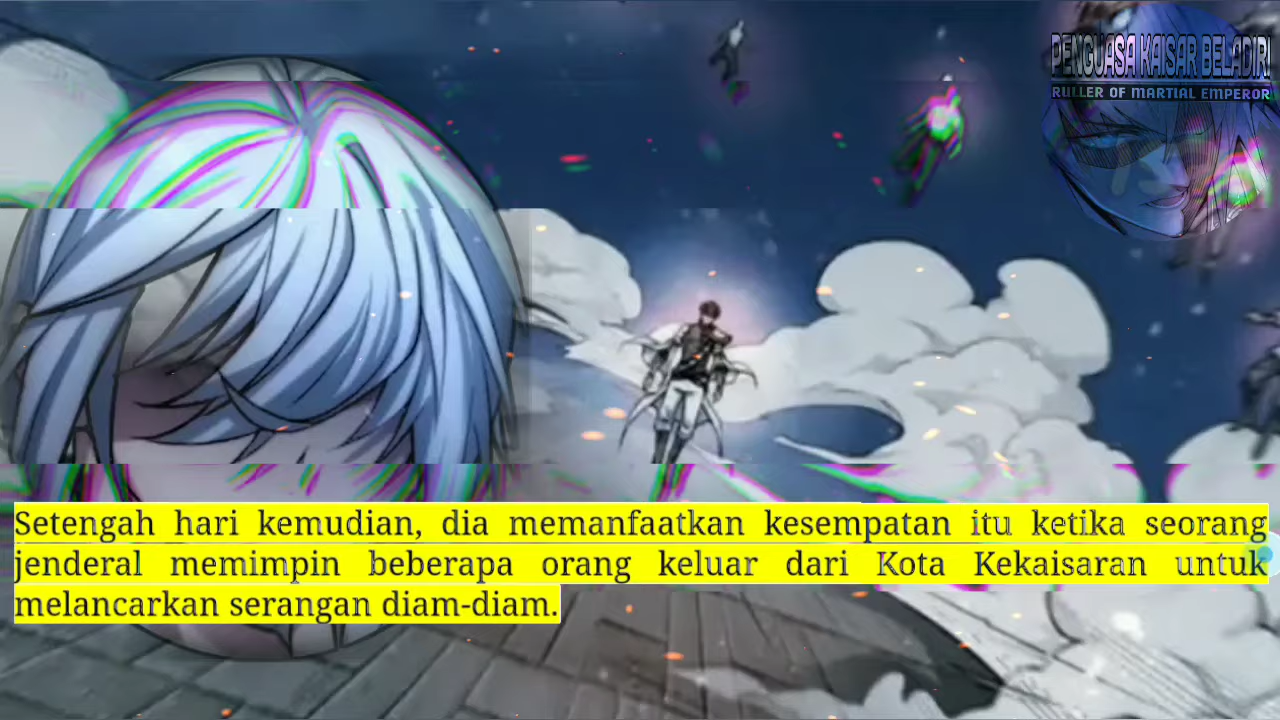 PENGUASA KAISAR BELADIRI
RULLER OF MARTIAL EMPEROR
Setengah hari kemudian, dia memanfaatkan kesempatan itu ketika seorang
jenderal memimpin beberapa orang keluar dari Kota Kekaisaran untuk
melancarkan serangan diam-diam.